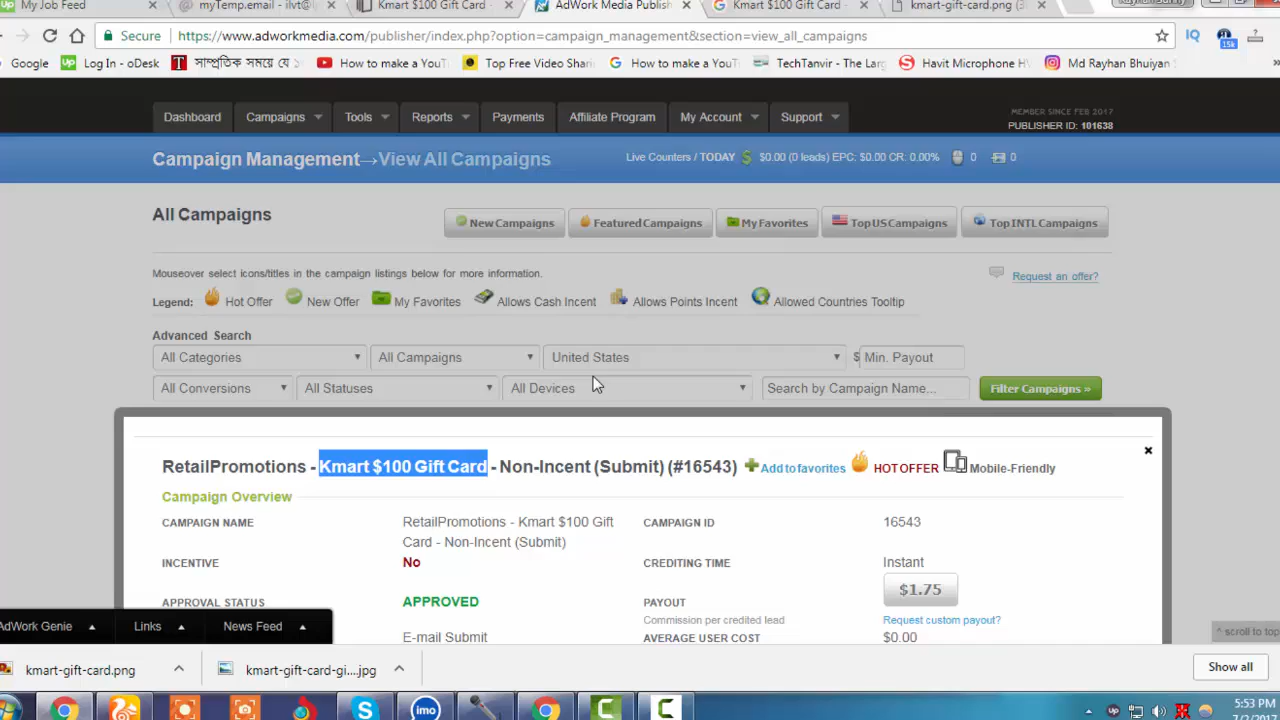 My Job Feed
myTemp.email - ilvt@
Kmart $100 Gift Card
AdWork Media Publish
Kmart $100 Gift Card
kmart-gift-card.png (3
Secure
https://www.adworkmedia.com/publisher/index.php?option=campaign_management&section=view_all_campaigns
15k
Google
Log In - oDesk
সাম্প্রতিক সময়ে যে
How to make a YouT
Top Free Video Shari
How to make a YouT
TechTanvir - The Larg
Havit Microphone H
Md Rayhan Bhuiyan
Dashboard
Campaigns
Tools
Reports
Payments
Affiliate Program
My Account
Support
MEMBER SINCE FEB 2017
PUBLISHER ID: 101638
Campaign Management→View All Campaigns
Live Counters / TODAY $ $0.00 (0 leads) EPC: $0.00 CR: 0.00% 0 0
All Campaigns
New Campaigns
Featured Campaigns
My Favorites
Top US Campaigns
Top INTL Campaigns
Mouseover select icons/titles in the campaign listings below for more information.
Request an offer?
Legend: Hot Offer New Offer My Favorites Allows Cash Incent Allows Points Incent Allowed Countries Tooltip
Advanced Search
All Categories
All Campaigns
United States
$ Min. Payout
All Conversions
All Statuses
All Devices
Search by Campaign Name...
Filter Campaigns »
RetailPromotions - Kmart $100 Gift Card - Non-Incent (Submit) (#16543) Add to favorites HOT OFFER Mobile-Friendly
Campaign Overview
CAMPAIGN NAME
RetailPromotions - Kmart $100 Gift
Card - Non-Incent (Submit)
CAMPAIGN ID
16543
INCENTIVE
No
CREDITING TIME
Instant
APPROVAL STATUS
APPROVED
PAYOUT
Commission per credited lead
$1.75
Request custom payout?
E-mail Submit
AVERAGE USER COST
$0.00
AdWork Genie
Links
News Feed
^ scroll to top
kmart-gift-card.png
kmart-gift-card-gi....jpg
Show all
imo
5:53 PM